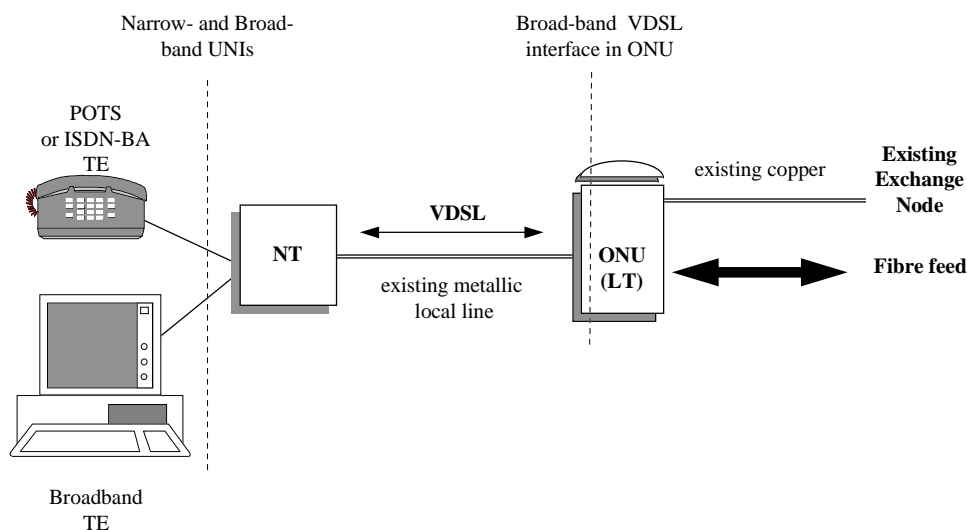 Narrow- and Broad-
band UNIs
Broad-band VDSL
interface in ONU
POTS
or ISDN-BA
TE
existing copper
Existing
Exchange
Node
VDSL
NT
ONU
(LT)
Fibre feed
existing metallic
local line
Broadband
TE